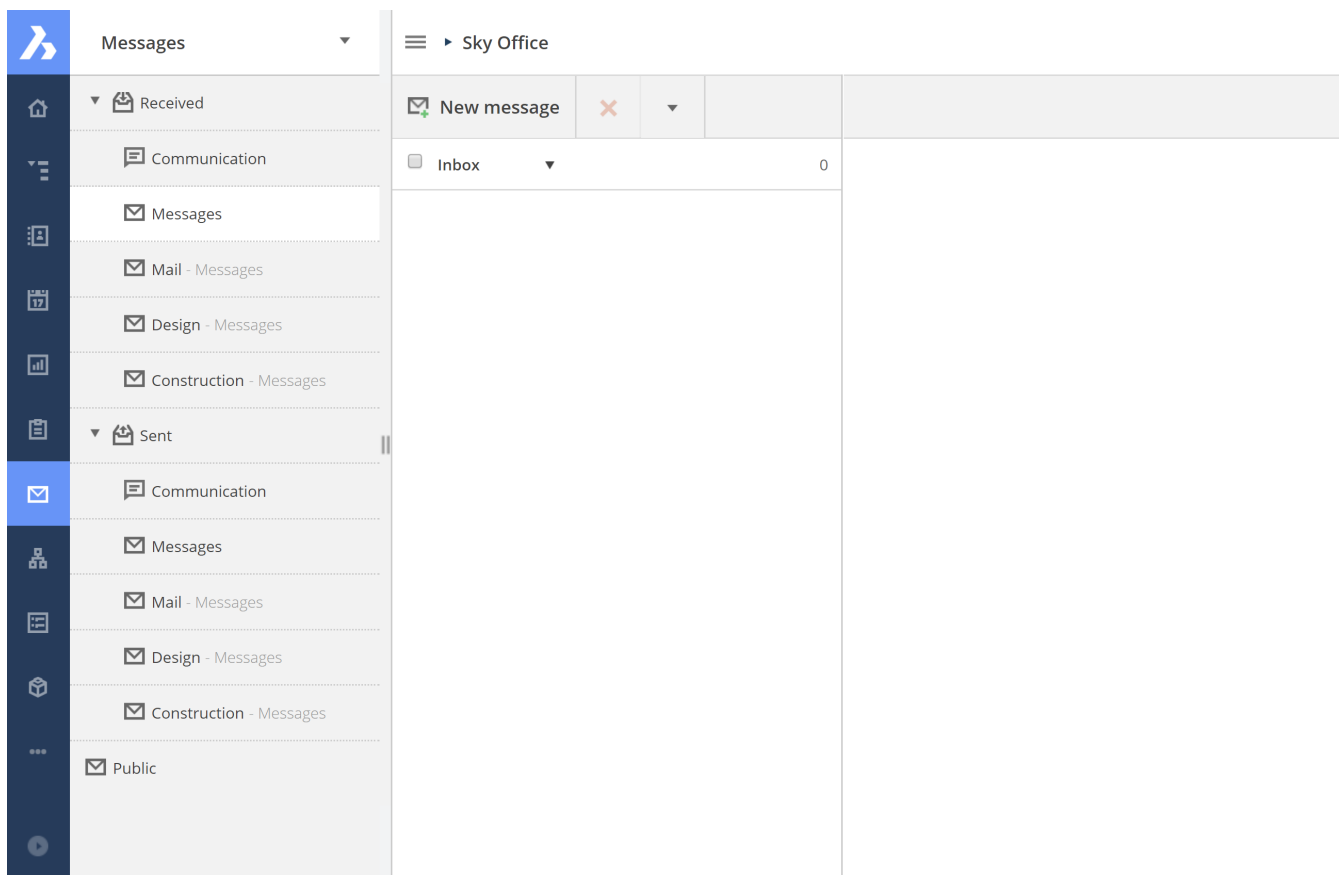 Messages
Sky Office
Received
Communication
Messages
Mail - Messages
Design - Messages
Construction - Messages
Sent
Communication
Messages
Mail - Messages
Design - Messages
Construction - Messages
Public
New message
Inbox 0
17